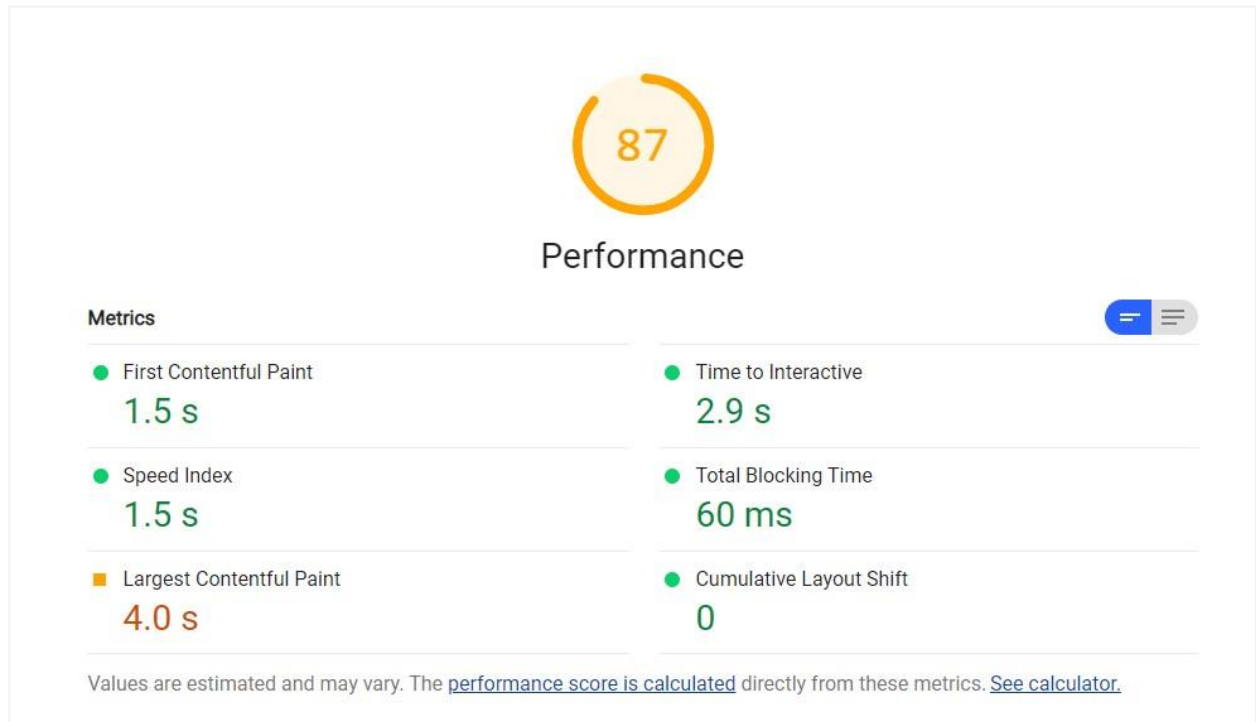 87
Performance
Metrics
First Contentful Paint
1.5 s
Time to Interactive
2.9 s
Speed Index
1.5 s
Total Blocking Time
60 ms
Largest Contentful Paint
4.0 s
Cumulative Layout Shift
0
Values are estimated and may vary. The performance score is calculated directly from these metrics. See calculator.